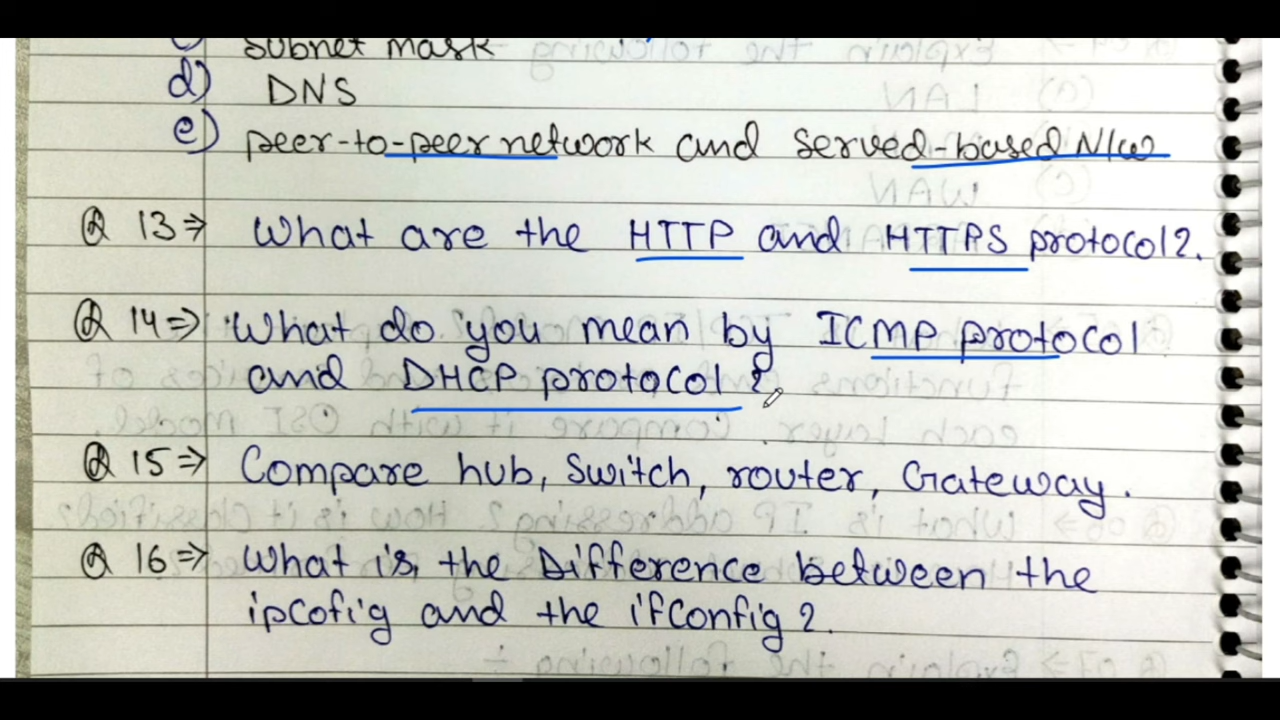 subnet mask
d) DNS
e) peer-to-peer network and served-based N/w
Q 13⇒ What are the HTTP and HTTPS protocol?.
Q 14⇒ What do you mean by ICMP protocol
and DHCP protocol?
Q 15⇒ Compare hub, Switch, router, Gateway.
Q 16⇒ What is the Difference between the
ipcofig and the ifconfig?.